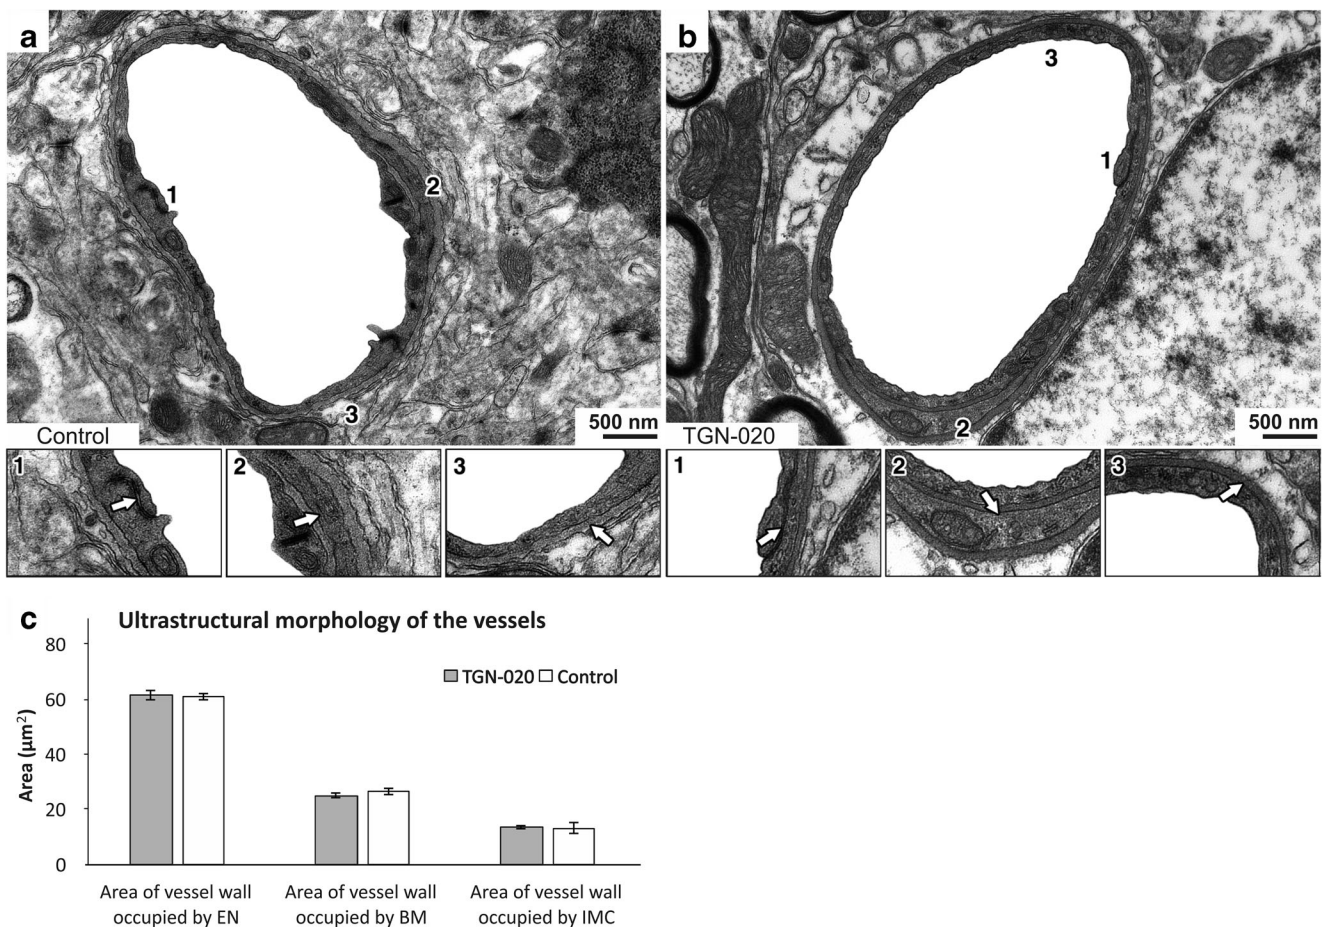 a
1
2
3
Control
500 nm
b
3
1
2
TGN-020
500 nm
1
2
3
1
2
3
c
Ultrastructural morphology of the vessels
TGN-020
Control
Area (μm²)
80
60
40
20
0
Area of vessel wall
occupied by EN
Area of vessel wall
occupied by BM
Area of vessel wall
occupied by IMC